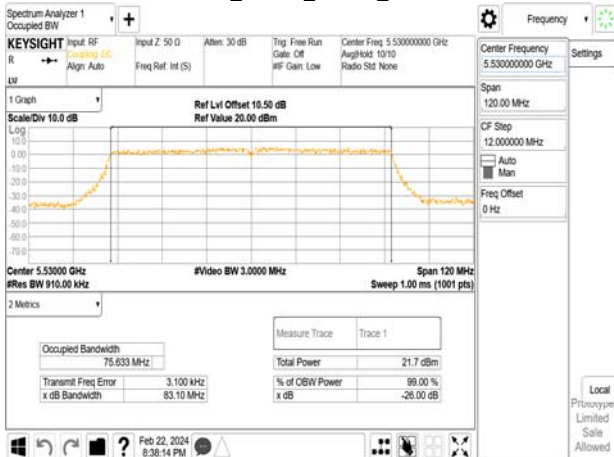 Spectrum Analyzer 1
Occupied BW
+
Frequency
KEYSIGHT
R
Input: RF
Coupling: DC
Align: Auto
Input Z: 50 Ω
Freq Ref: Int (S)
Atten: 30 dB
Trig: Free Run
Gate: Off
#IF Gain: Low
Center Freq: 5.530000000 GHz
Avg|Hold: 10/10
Radio Std: None
Center Frequency
5.530000000 GHz
Settings
Span
120.00 MHz
CF Step
12.000000 MHz
Auto
Man
Freq Offset
0 Hz
1 Graph
Scale/Div 10.0 dB
Ref Lvl Offset 10.50 dB
Ref Value 20.00 dBm
Log
10.0
0.00
-10.0
-20.0
-30.0
-40.0
-50.0
-60.0
-70.0
Center 5.53000 GHz
#Res BW 910.00 kHz
#Video BW 3.0000 MHz
Span 120 MHz
Sweep 1.00 ms (1001 pts)
2 Metrics
Measure Trace
Trace 1
Occupied Bandwidth
75.633 MHz
Total Power
21.7 dBm
Transmit Freq Error
3.100 kHz
% of OBW Power
99.00 %
x dB Bandwidth
83.10 MHz
x dB
-26.00 dB
Local
Prototype
Limited
Sale
Allowed
?
Feb 22, 2024
8:38:14 PM